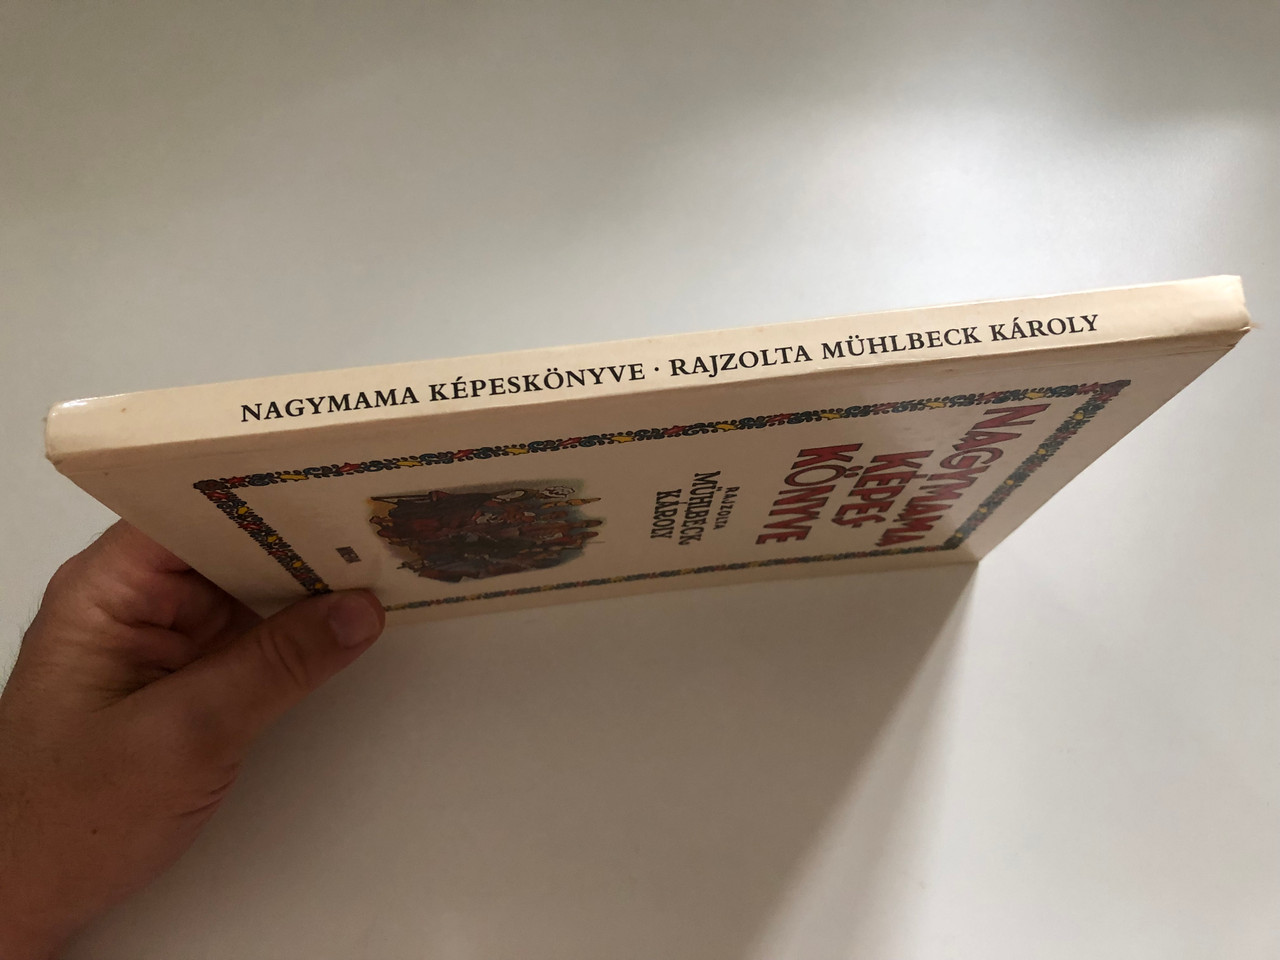 NAGYMAMA KÉPESKÖNYVE · RAJZOLTA MÜHLBECK KÁROLY
NAGYMAMA
KÉPES-
KÖNYVE
RAJZOLTA
MÜHLBECK
KÁROLY